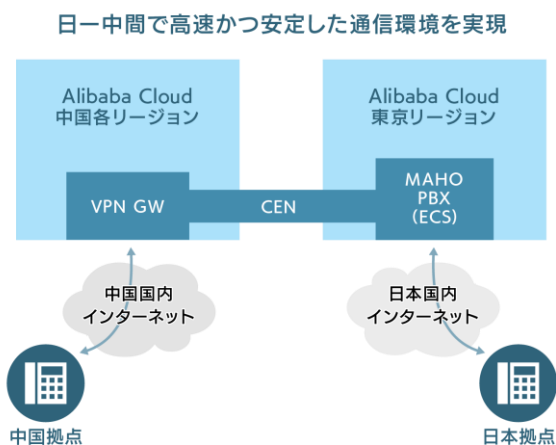 日ー中間で高速かつ安定した通信環境を実現
Alibaba Cloud
中国各リージョン
Alibaba Cloud
東京リージョン
VPN GW
CEN
MAHO
PBX
(ECS)
中国国内
インターネット
日本国内
インターネット
中国拠点
日本拠点